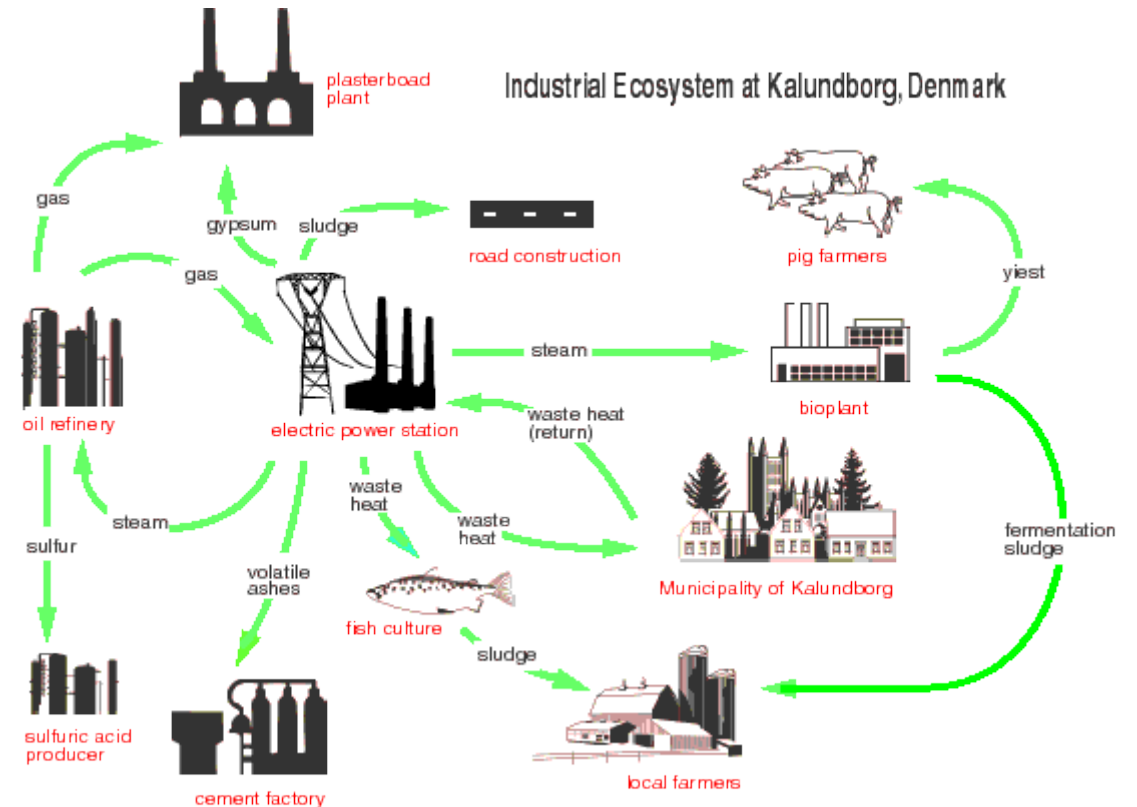 Industrial Ecosystem at Kalundborg, Denmark
plasterboad
plant
gas
gypsum
sludge
road construction
pig farmers
gas
yiest
steam
bioplant
oil refinery
electric power station
waste heat
(return)
waste
heat
waste
heat
steam
sulfur
fermentation
sludge
volatile
ashes
Municipality of Kalundborg
fish culture
sludge
sulfuric acid
producer
local farmers
cement factory